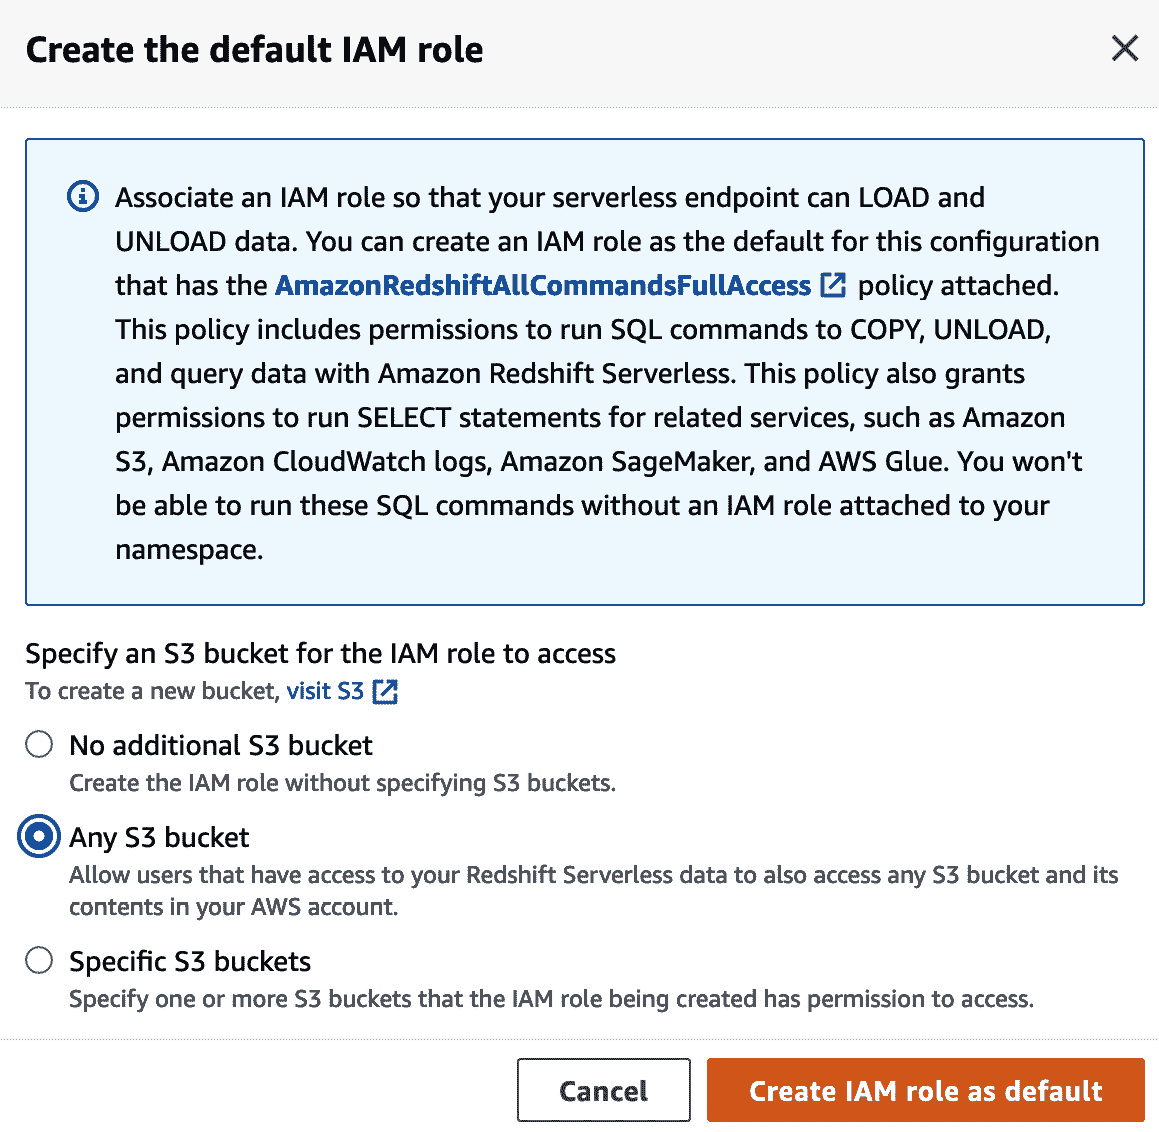 Create the default IAM role
Associate an IAM role so that your serverless endpoint can LOAD and
UNLOAD data. You can create an IAM role as the default for this configuration
that has the AmazonRedshiftAllCommandsFullAccess policy attached.
This policy includes permissions to run SQL commands to COPY, UNLOAD,
and query data with Amazon Redshift Serverless. This policy also grants
permissions to run SELECT statements for related services, such as Amazon
S3, Amazon CloudWatch logs, Amazon SageMaker, and AWS Glue. You won't
be able to run these SQL commands without an IAM role attached to your
namespace.
Specify an S3 bucket for the IAM role to access
To create a new bucket, visit S3
No additional S3 bucket
Create the IAM role without specifying S3 buckets.
Any S3 bucket
Allow users that have access to your Redshift Serverless data to also access any S3 bucket and its
contents in your AWS account.
Specific S3 buckets
Specify one or more S3 buckets that the IAM role being created has permission to access.
Cancel
Create IAM role as default